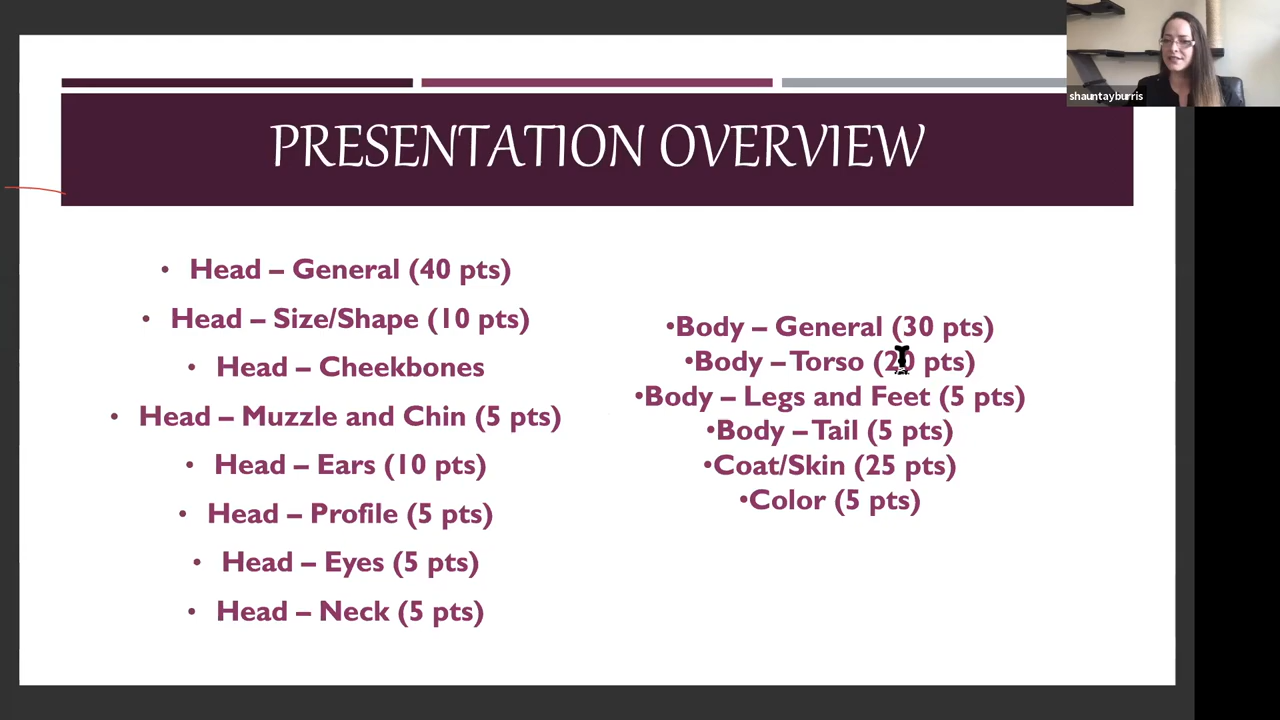 PRESENTATION OVERVIEW
shauntayburris
• Head – General (40 pts)
• Head – Size/Shape (10 pts)
• Head – Cheekbones
• Head – Muzzle and Chin (5 pts)
• Head – Ears (10 pts)
• Head – Profile (5 pts)
• Head – Eyes (5 pts)
• Head – Neck (5 pts)
•Body – General (30 pts)
•Body – Torso (20 pts)
•Body – Legs and Feet (5 pts)
•Body – Tail (5 pts)
•Coat/Skin (25 pts)
•Color (5 pts)